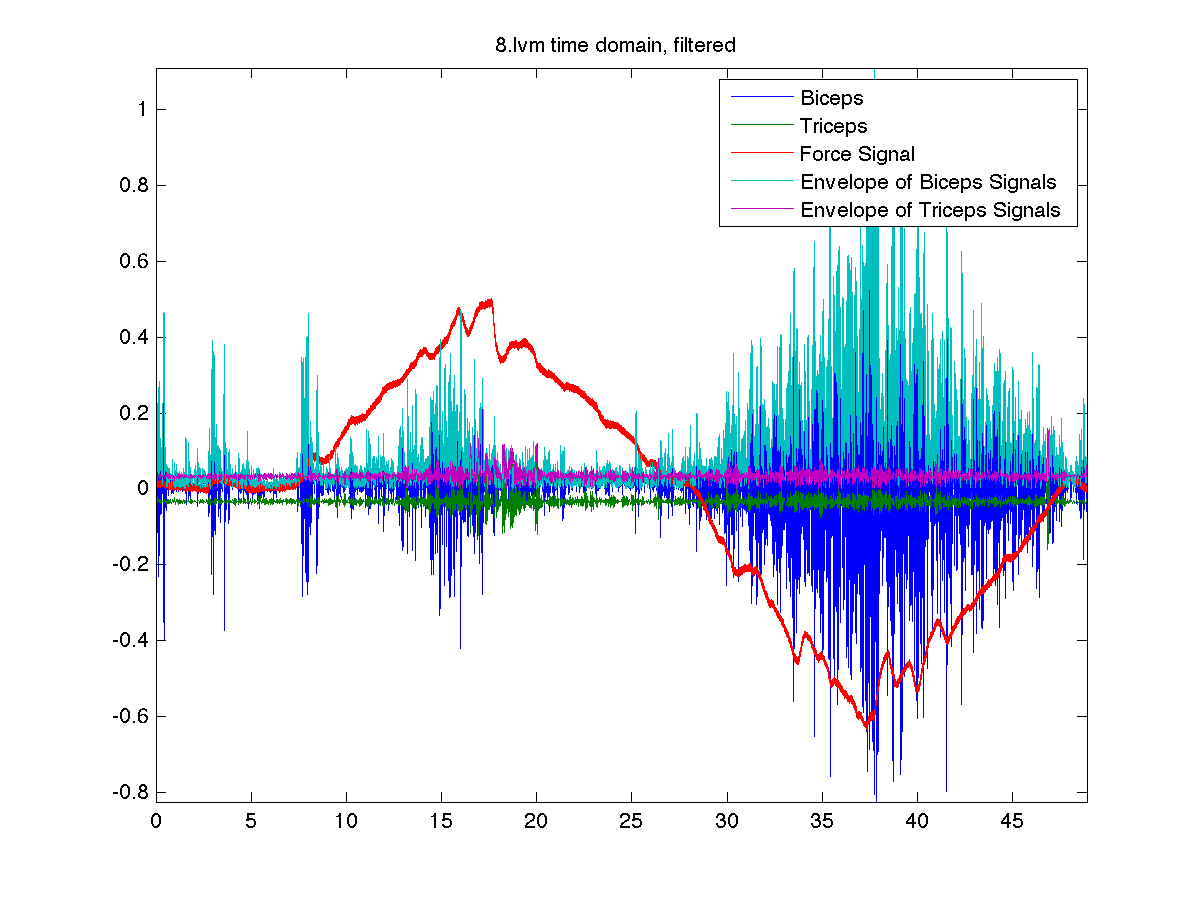 8.lvm time domain, filtered
Biceps
Triceps
Force Signal
Envelope of Biceps Signals
Envelope of Triceps Signals
1
0.8
0.6
0.4
0.2
0
-0.2
-0.4
-0.6
-0.8
0 5 10 15 20 25 30 35 40 45